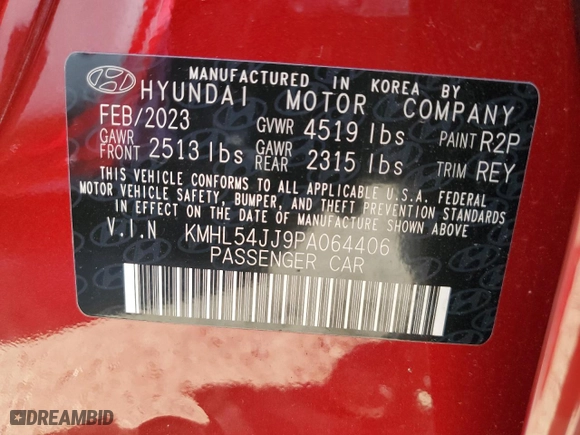 MANUFACTURED IN KOREA BY
HYUNDAI MOTOR COMPANY
FEB/2023 GVWR 4519 lbs PAINT R2P
GAWR FRONT 2513 lbs GAWR REAR 2315 lbs TRIM REY
THIS VEHICLE CONFORMS TO ALL APPLICABLE U.S.A. FEDERAL
MOTOR VEHICLE SAFETY, BUMPER, AND THEFT PREVENTION STANDARDS
IN EFFECT ON THE DATE OF MANUFACTURE SHOWN ABOVE
V.I.N KMHL54JJ9PA064406
PASSENGER CAR
DREAMBID